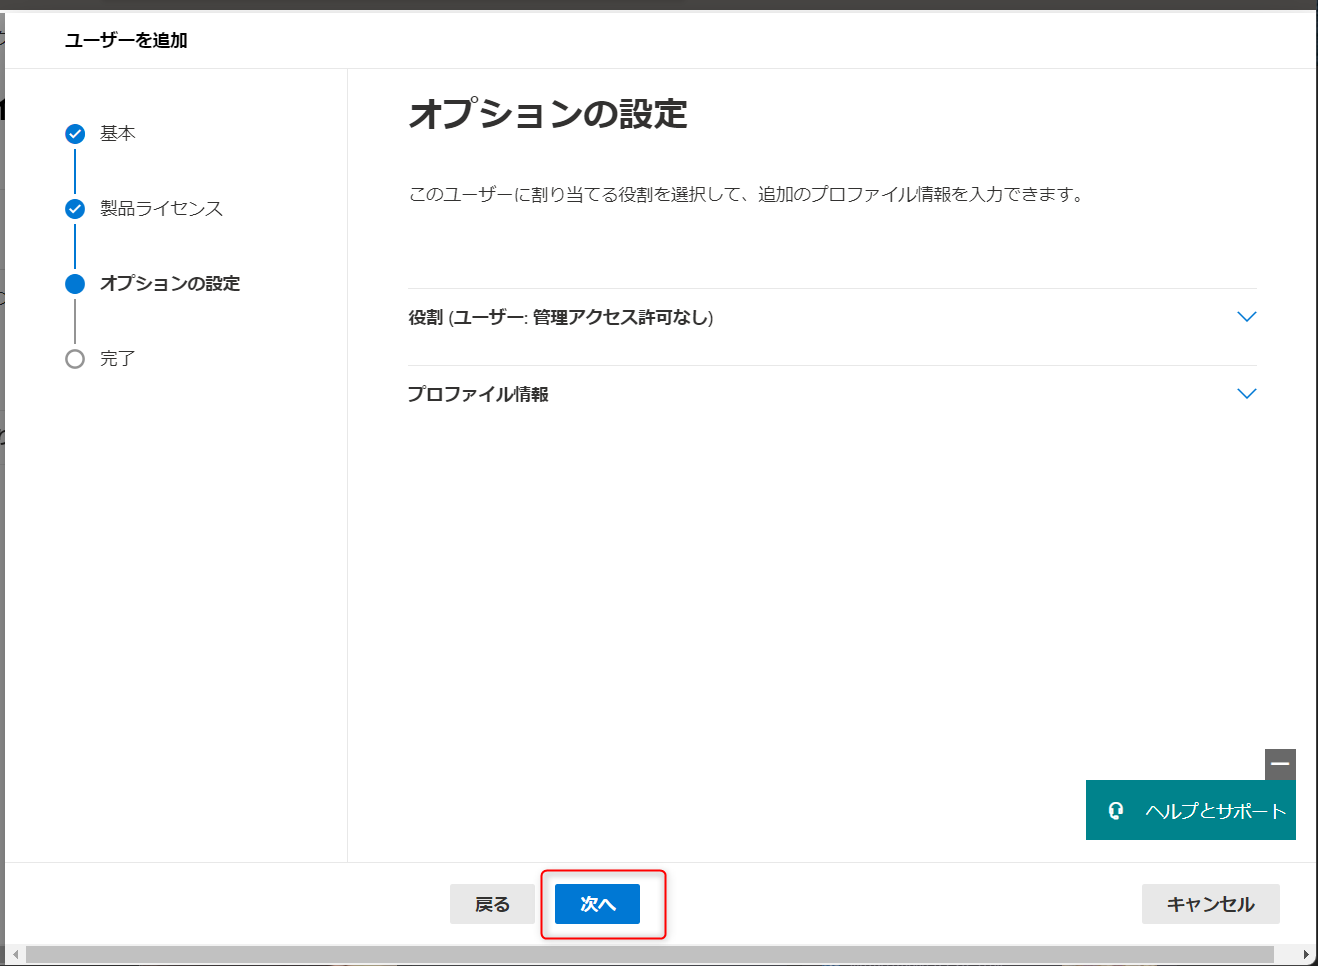 ユーザーを追加
基本
製品ライセンス
オプションの設定
完了
オプションの設定
このユーザーに割り当てる役割を選択して、追加のプロファイル情報を入力できます。
役割 (ユーザー: 管理アクセス許可なし)
プロファイル情報
ヘルプとサポート
戻る
次へ
キャンセル